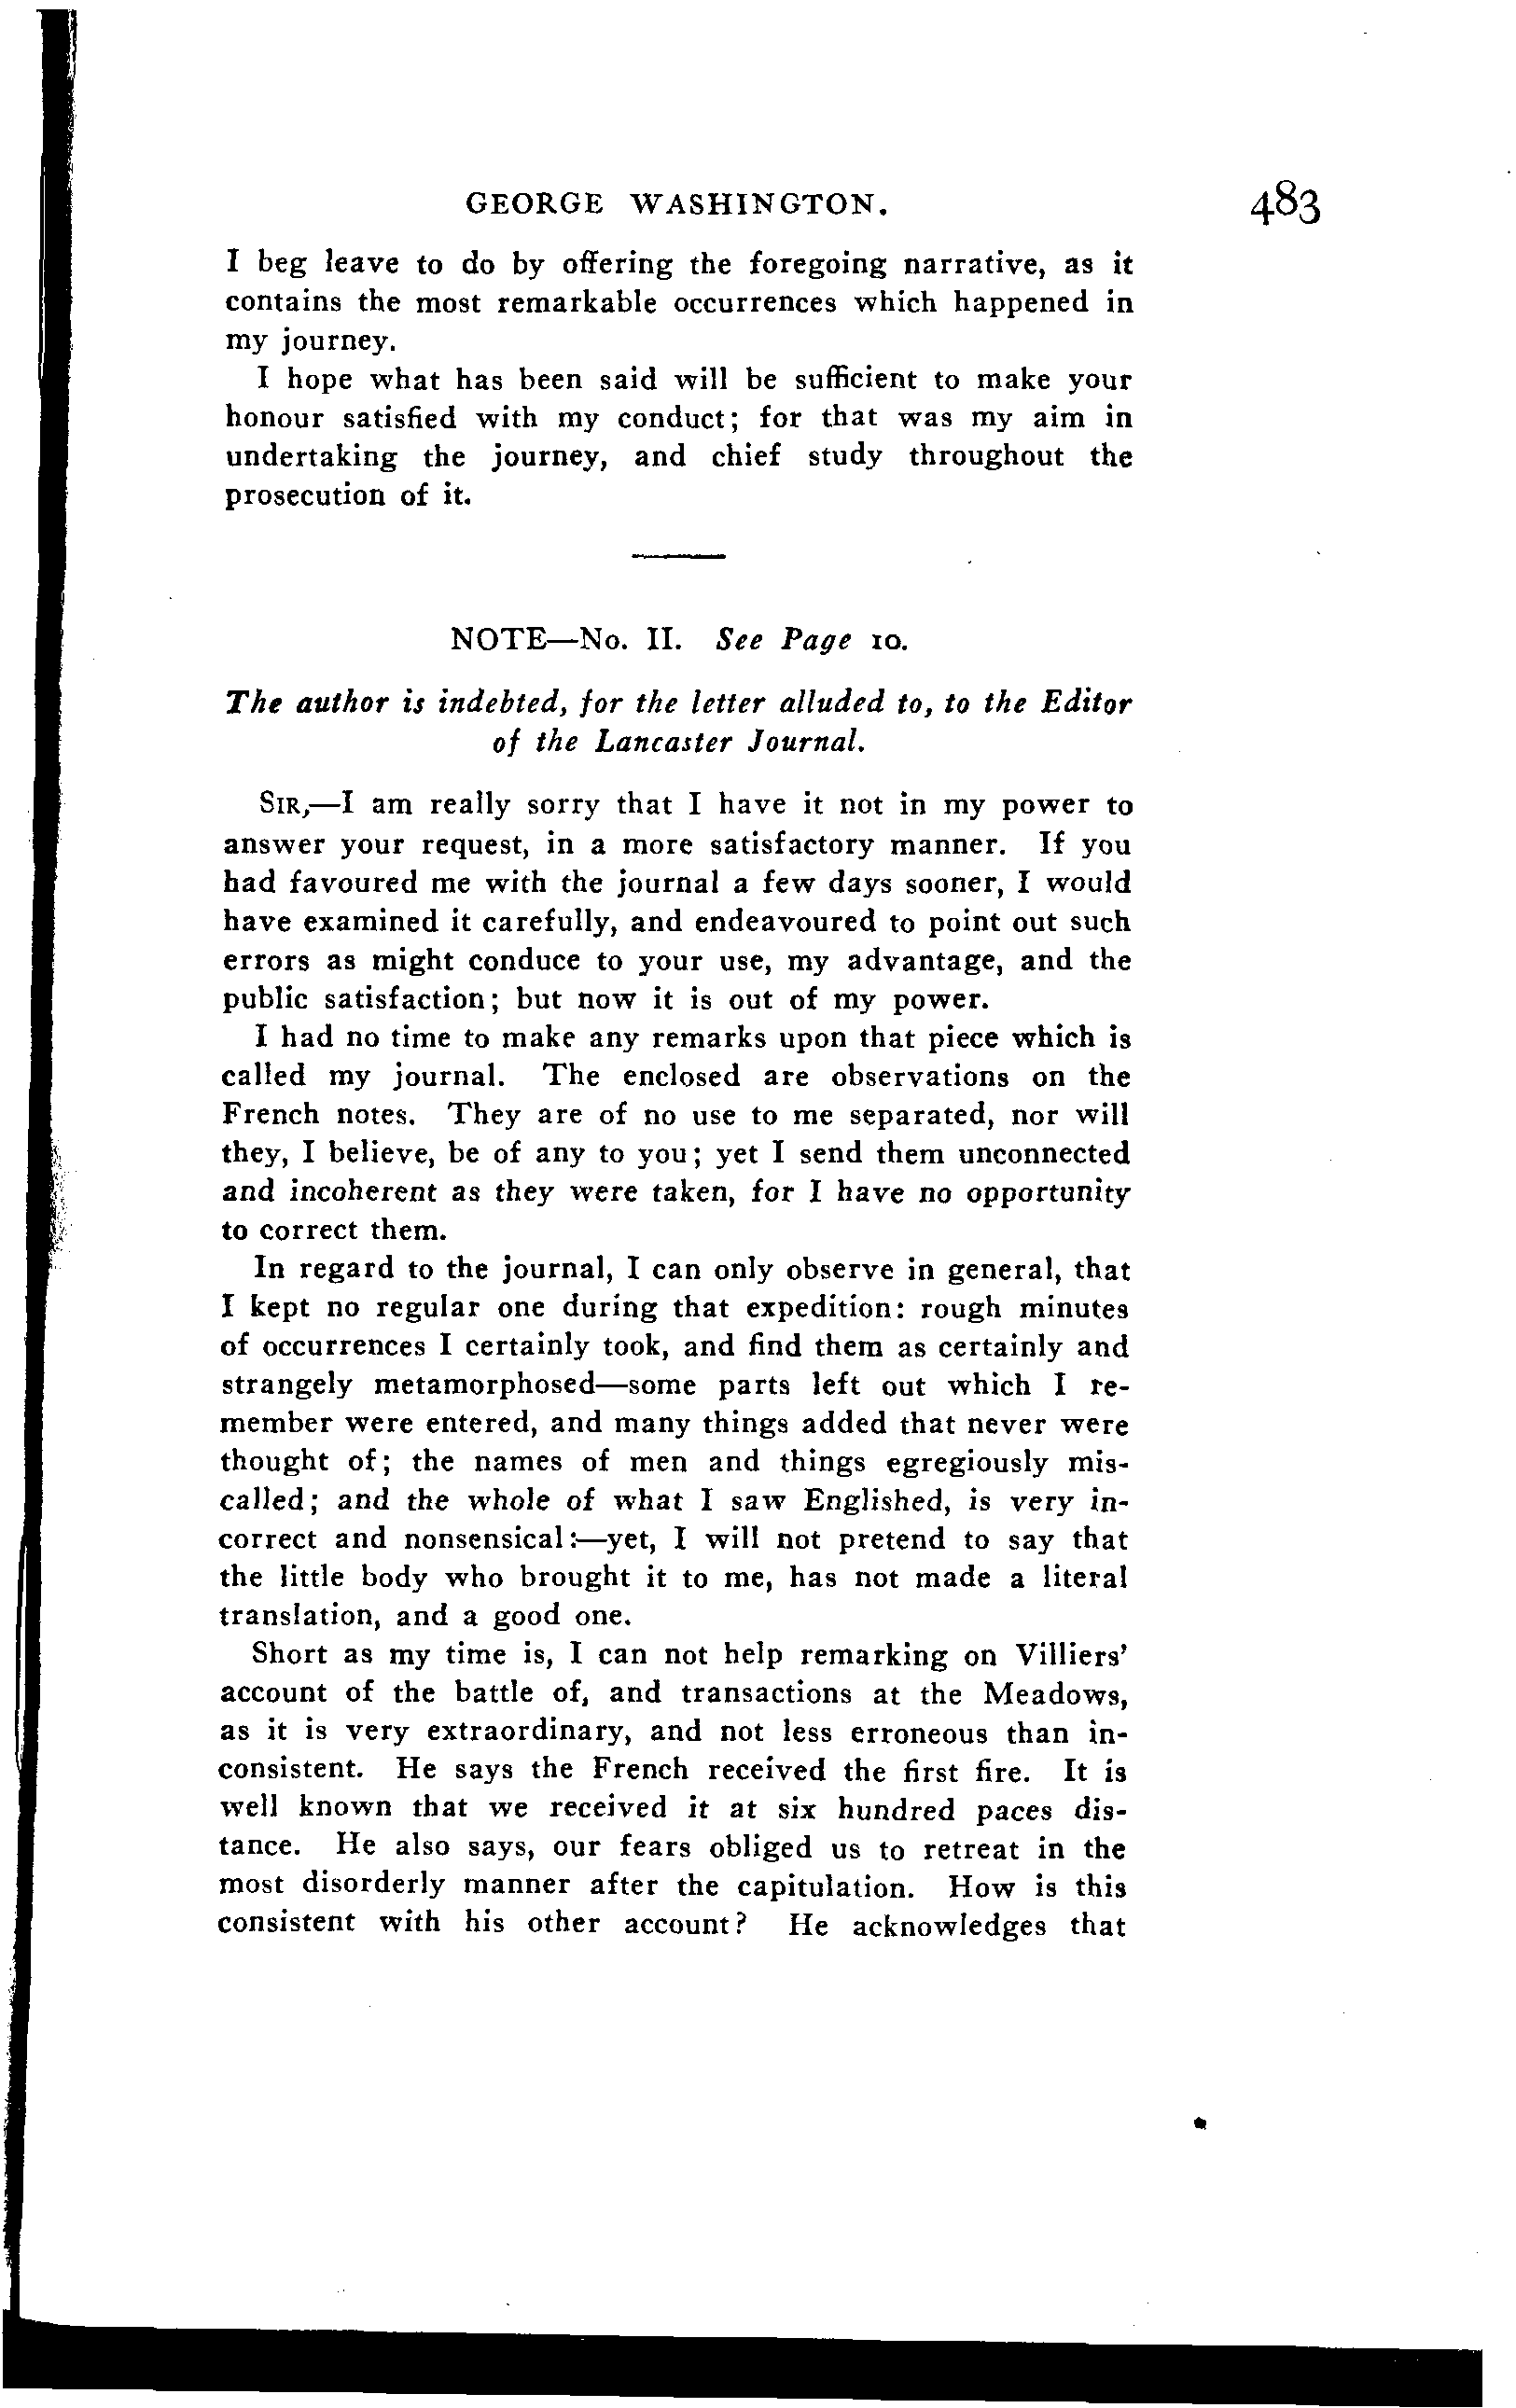 GEORGE WASHINGTON. 483
I beg leave to do by offering the foregoing narrative, as it
contains the most remarkable occurrences which happened in
my journey.
I hope what has been said will be sufficient to make your
honour satisfied with my conduct; for that was my aim in
undertaking the journey, and chief study throughout the
prosecution of it.
NOTE—No. II. See Page 10.
The author is indebted, for the letter alluded to, to the Editor
of the Lancaster Journal.
SIR,—I am really sorry that I have it not in my power to
answer your request, in a more satisfactory manner. If you
had favoured me with the journal a few days sooner, I would
have examined it carefully, and endeavoured to point out such
errors as might conduce to your use, my advantage, and the
public satisfaction; but now it is out of my power.
I had no time to make any remarks upon that piece which is
called my journal. The enclosed are observations on the
French notes. They are of no use to me separated, nor will
they, I believe, be of any to you; yet I send them unconnected
and incoherent as they were taken, for I have no opportunity
to correct them.
In regard to the journal, I can only observe in general, that
I kept no regular one during that expedition: rough minutes
of occurrences I certainly took, and find them as certainly and
strangely metamorphosed—some parts left out which I re-
member were entered, and many things added that never were
thought of; the names of men and things egregiously mis-
called; and the whole of what I saw Englished, is very in-
correct and nonsensical:—yet, I will not pretend to say that
the little body who brought it to me, has not made a literal
translation, and a good one.
Short as my time is, I can not help remarking on Villiers'
account of the battle of, and transactions at the Meadows,
as it is very extraordinary, and not less erroneous than in-
consistent. He says the French received the first fire. It is
well known that we received it at six hundred paces dis-
tance. He also says, our fears obliged us to retreat in the
most disorderly manner after the capitulation. How is this
consistent with his other account? He acknowledges that